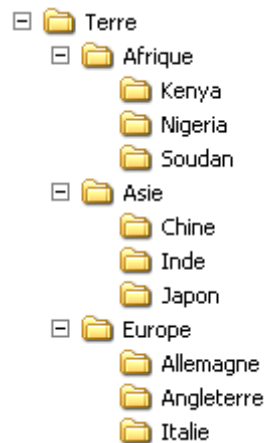 Terre
Afrique
Kenya
Nigeria
Soudan
Asie
Chine
Inde
Japon
Europe
Allemagne
Angleterre
Italie